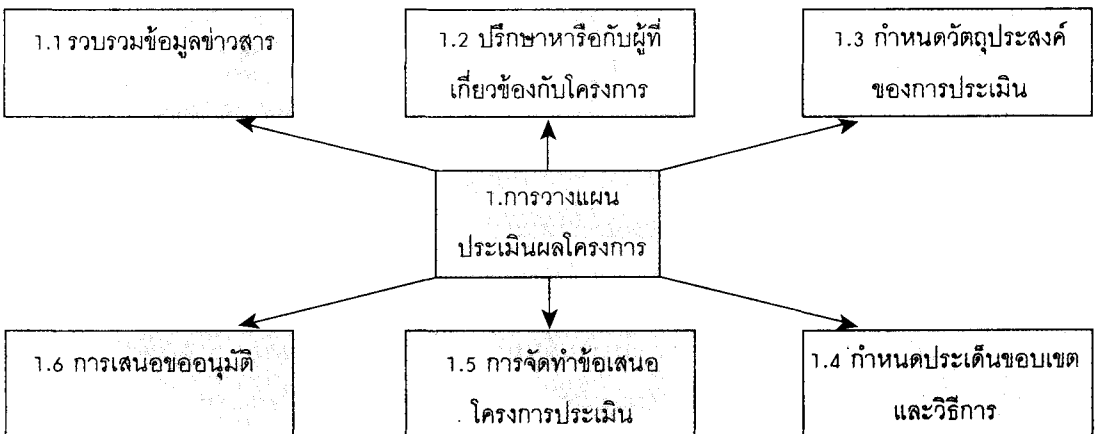 1.1 รวบรวมข้อมูลข่าวสาร
1.2 ปรึกษาหารือกับผู้ที่
เกี่ยวข้องกับโครงการ
1.3 กำหนดวัตถุประสงค์
ของการประเมิน
1.การวางแผน
ประเมินผลโครงการ
1.6 การเสนอขออนุมัติ
1.5 การจัดทำข้อเสนอ
โครงการประเมิน
1.4 กำหนดประเด็นขอบเขต
และวิธีการ